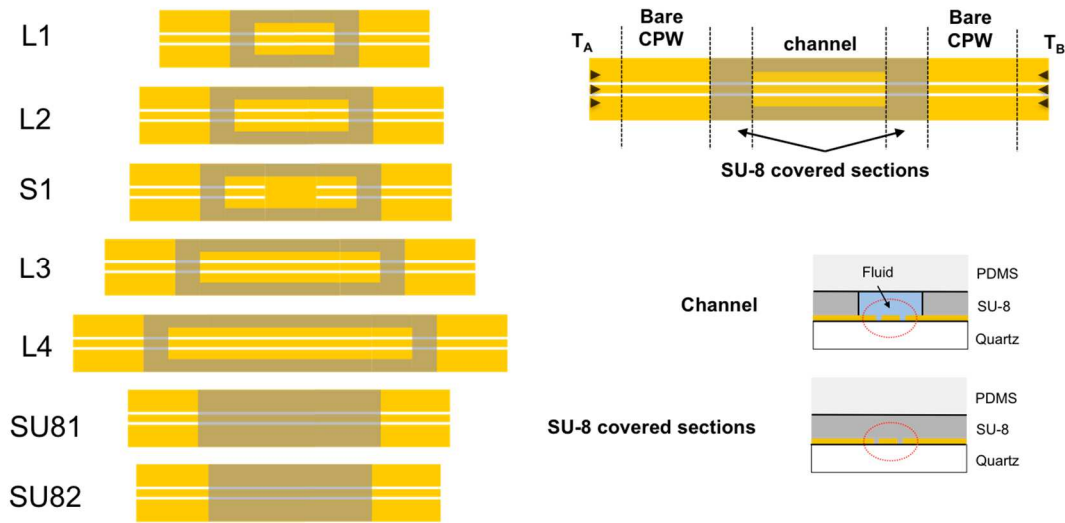 L1
L2
S1
L3
L4
SU81
SU82
Bare
CPW
Bare
CPW
TA
channel
TB
SU-8 covered sections
Fluid
PDMS
Channel
SU-8
Quartz
PDMS
SU-8 covered sections
SU-8
Quartz